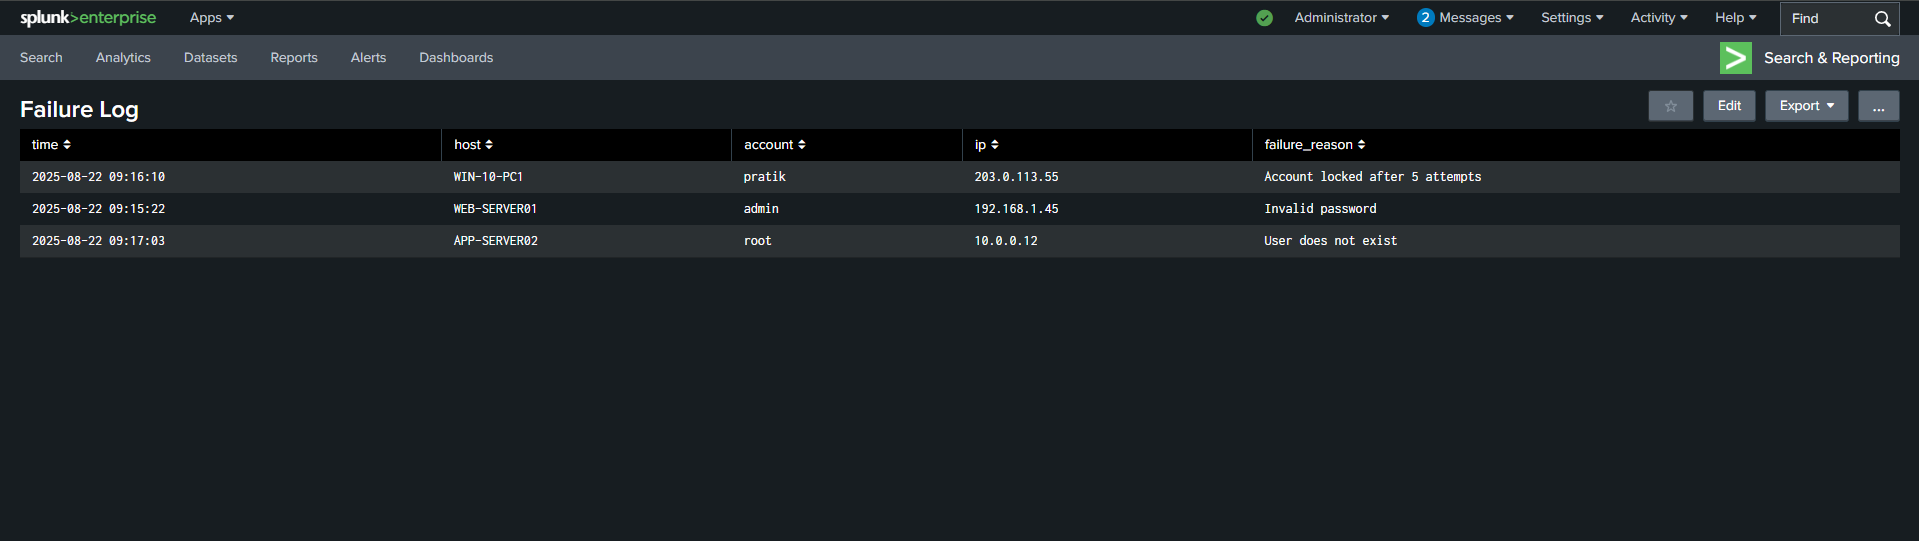 splunk>enterprise Apps Administrator 2 Messages Settings Activity Help Find
Search Analytics Datasets Reports Alerts Dashboards Search & Reporting
Failure Log Edit Export ...
time host account ip failure_reason
2025-08-22 09:16:10 WIN-10-PC1 pratik 203.0.113.55 Account locked after 5 attempts
2025-08-22 09:15:22 WEB-SERVER01 admin 192.168.1.45 Invalid password
2025-08-22 09:17:03 APP-SERVER02 root 10.0.0.12 User does not exist